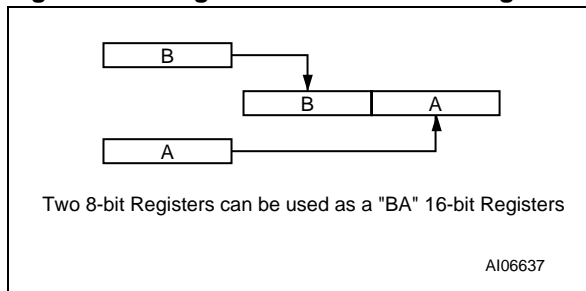 B
B A
A
Two 8-bit Registers can be used as a "BA" 16-bit Registers
AI06637